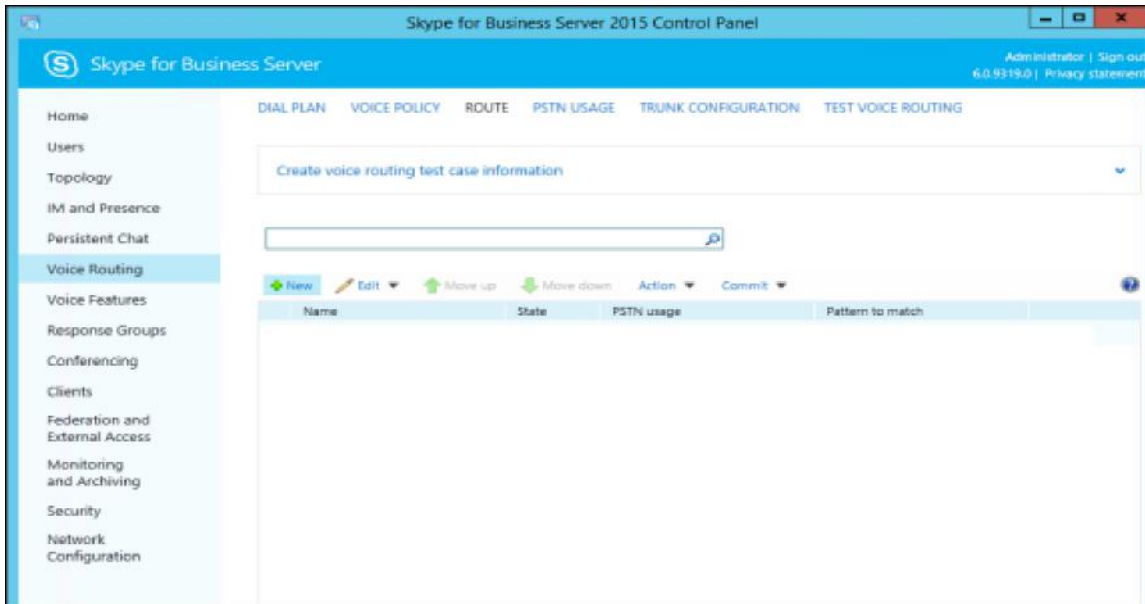 Skype for Business Server 2015 Control Panel
Skype for Business Server
Administrator | Sign out
6.0.9319.0 | Privacy statement
Home
Users
Topology
IM and Presence
Persistent Chat
Voice Routing
Voice Features
Response Groups
Conferencing
Clients
Federation and
External Access
Monitoring
and Archiving
Security
Network
Configuration
DIAL PLAN VOICE POLICY ROUTE PSTN USAGE TRUNK CONFIGURATION TEST VOICE ROUTING
Create voice routing test case information
New Edit Move up Move down Action Commit
Name State PSTN usage Pattern to match